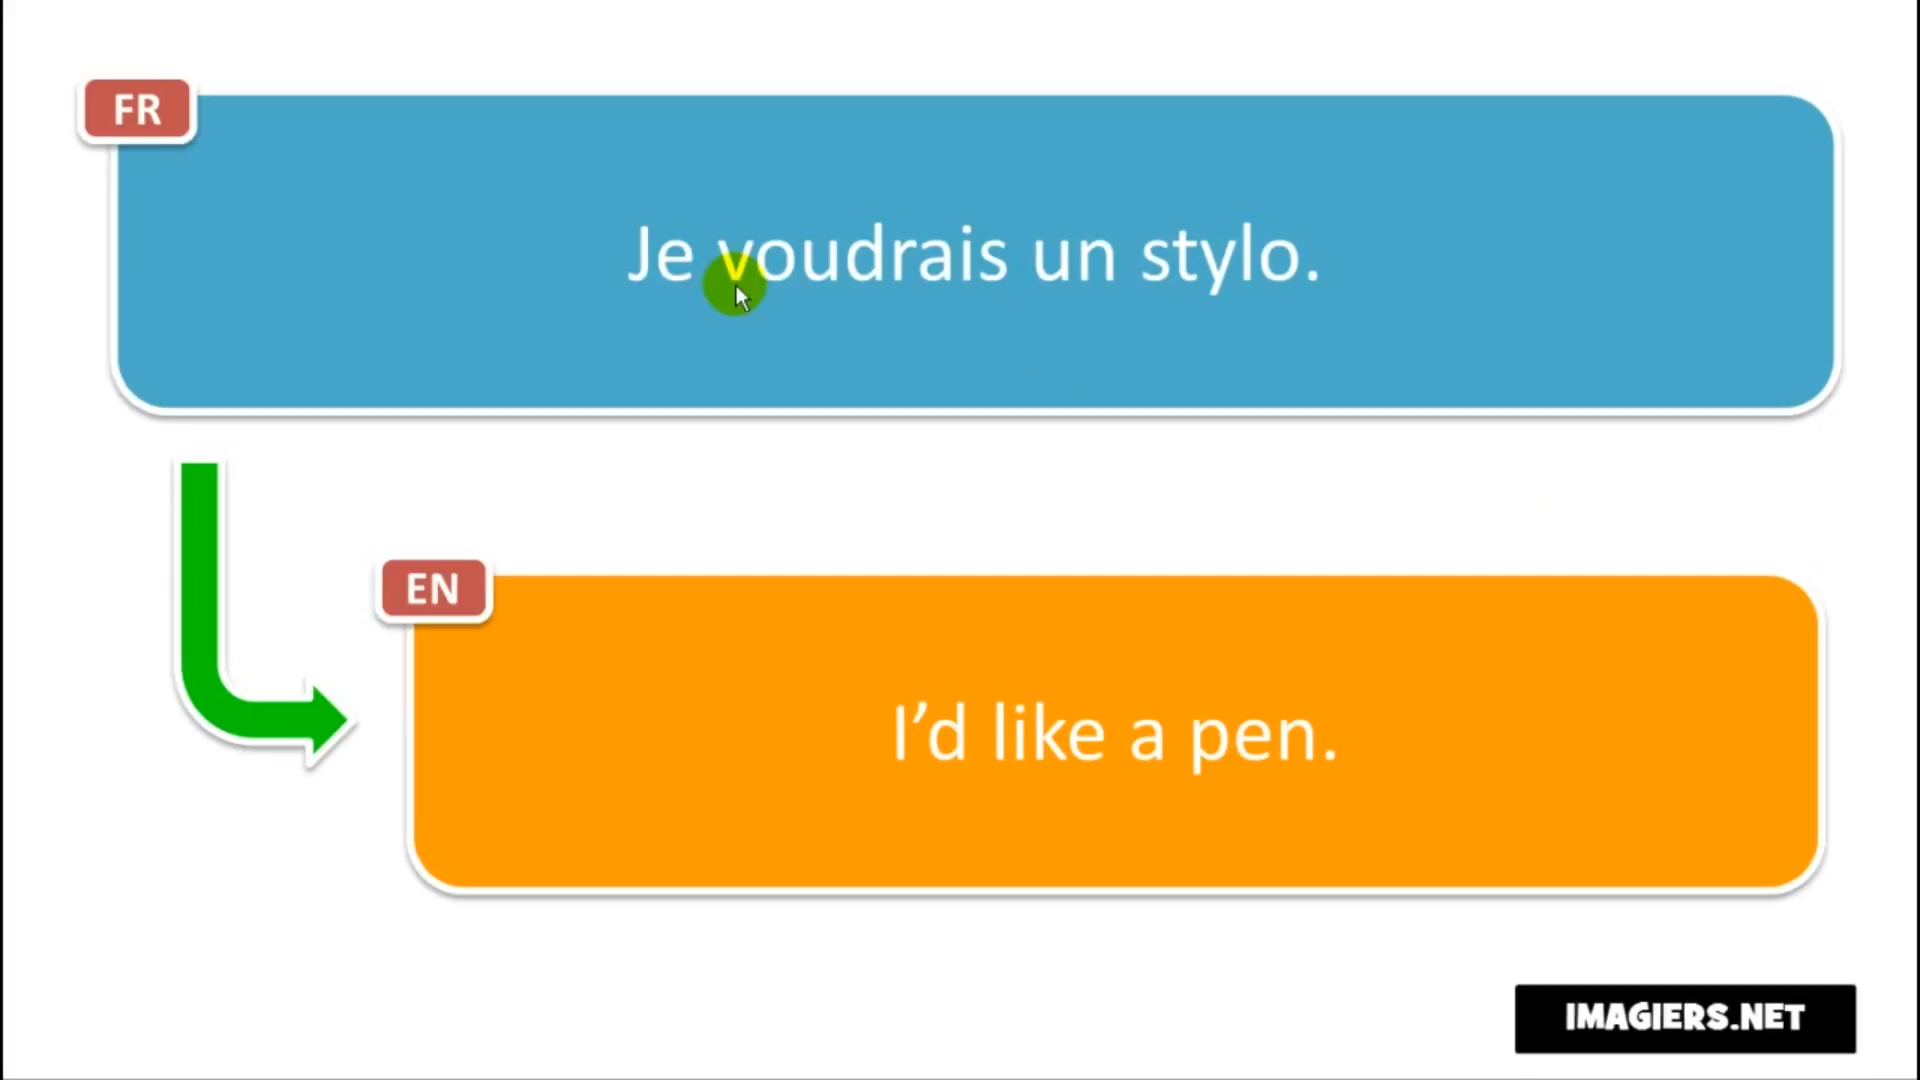 FR
Je voudrais un stylo.
EN
I’d like a pen.
IMAGIERS.NET